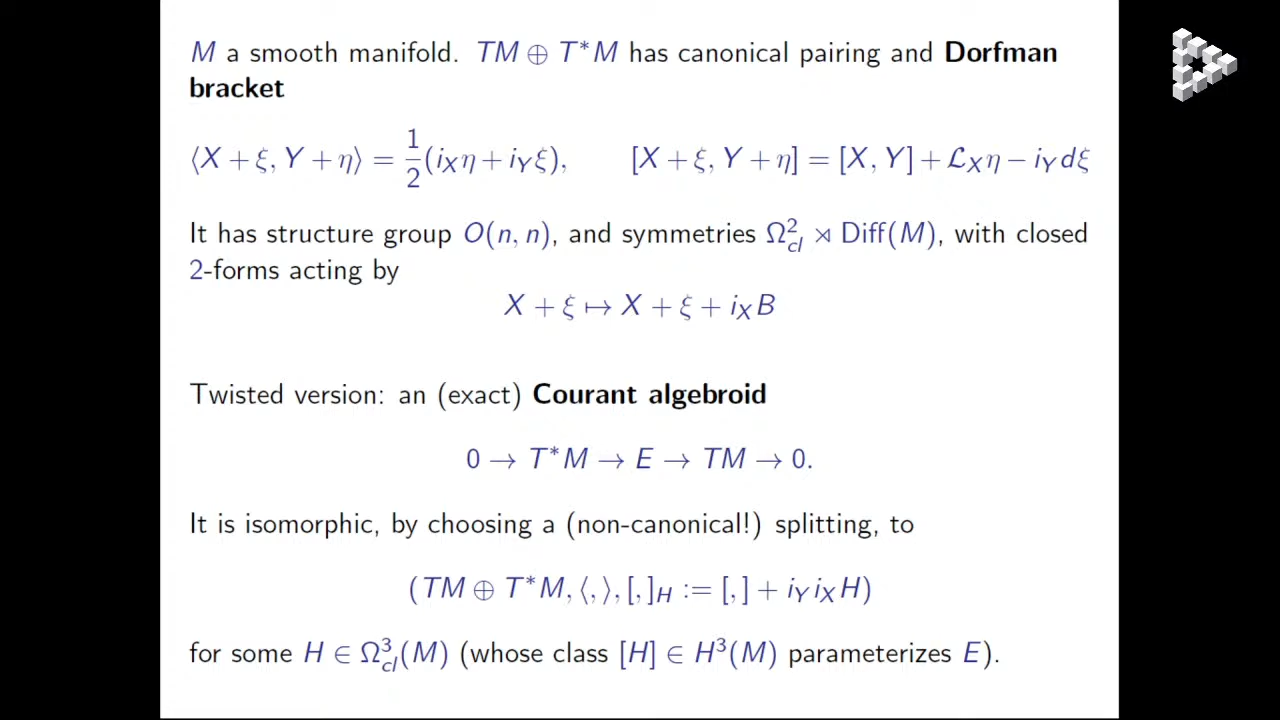 M a smooth manifold. TM ⊕ T*M has canonical pairing and Dorfman
bracket
⟨X + ξ, Y + η⟩ = 1/2 (i_X η + i_Y ξ), [X + ξ, Y + η] = [X, Y] + ℒ_X η − i_Y dξ
It has structure group O(n, n), and symmetries Ω²_cl ⋊ Diff(M), with closed
2-forms acting by
X + ξ ↦ X + ξ + i_X B
Twisted version: an (exact) Courant algebroid
0 → T*M → E → TM → 0.
It is isomorphic, by choosing a (non-canonical!) splitting, to
(TM ⊕ T*M, ⟨, ⟩, [, ]_H := [, ] + i_Y i_X H)
for some H ∈ Ω³_cl(M) (whose class [H] ∈ H³(M) parameterizes E).